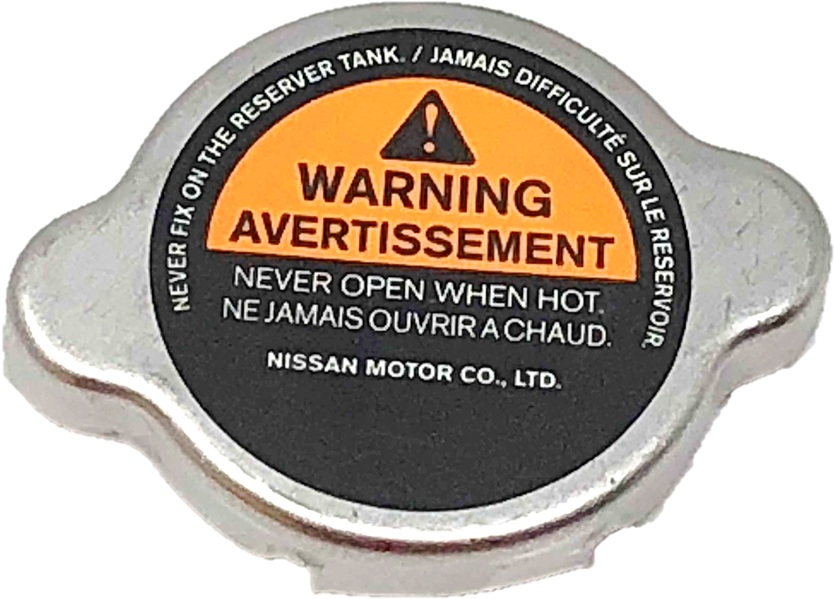 NEVER FIX ON THE RESERVER TANK. / JAMAIS DIFFICULTÉ SUR LE RESERVOIR.
WARNING
AVERTISSEMENT
NEVER OPEN WHEN HOT.
NE JAMAIS OUVRIR A CHAUD.
NISSAN MOTOR CO., LTD.